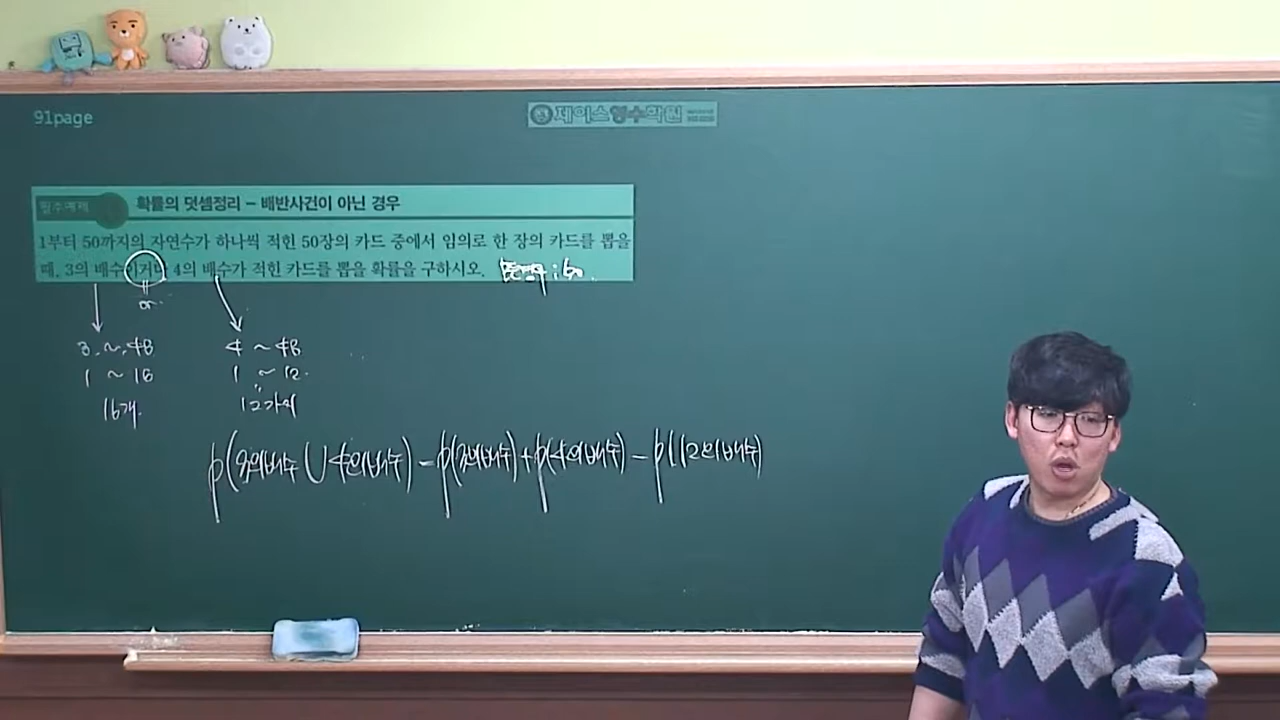 91page
제이스영수학원
필수예제
확률의 덧셈정리 – 배반사건이 아닌 경우
1부터 50까지의 자연수가 하나씩 적힌 50장의 카드 중에서 임의로 한 장의 카드를 뽑을
때, 3의 배수이거나 4의 배수가 적힌 카드를 뽑을 확률을 구하시오.
: 50.
or
3 ~ 48
4 ~ 48
1 ~ 16
1 ~ 12
16개
12가지
p(3의배수 ∪ 4의배수) = p(3의배수) + p(4의배수) - p(12의배수)